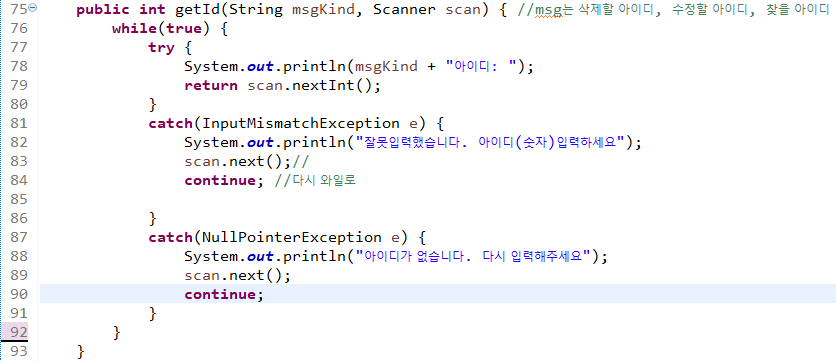 75 public int getId(String msgKind, Scanner scan) { //msg는 삭제할 아이디, 수정할 아이디, 찾을 아이디
76 while(true) {
77 try {
78 System.out.println(msgKind + "아이디: ");
79 return scan.nextInt();
80 }
81 catch(InputMismatchException e) {
82 System.out.println("잘못입력했습니다. 아이디(숫자)입력하세요");
83 scan.next();//
84 continue; //다시 와일로
85
86 }
87 catch(NullPointerException e) {
88 System.out.println("아이디가 없습니다. 다시 입력해주세요");
89 scan.next();
90 continue;
91 }
92 }
93 }